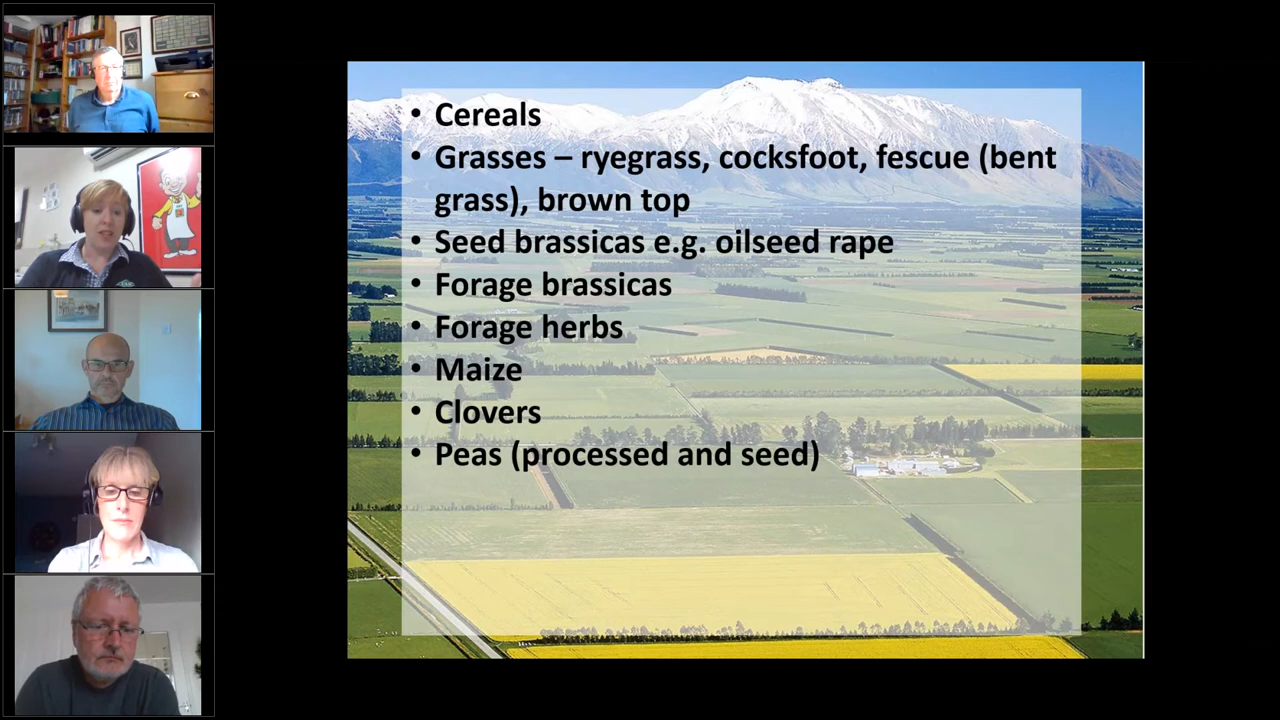 • Cereals
• Grasses – ryegrass, cocksfoot, fescue (bent
grass), brown top
• Seed brassicas e.g. oilseed rape
• Forage brassicas
• Forage herbs
• Maize
• Clovers
• Peas (processed and seed)